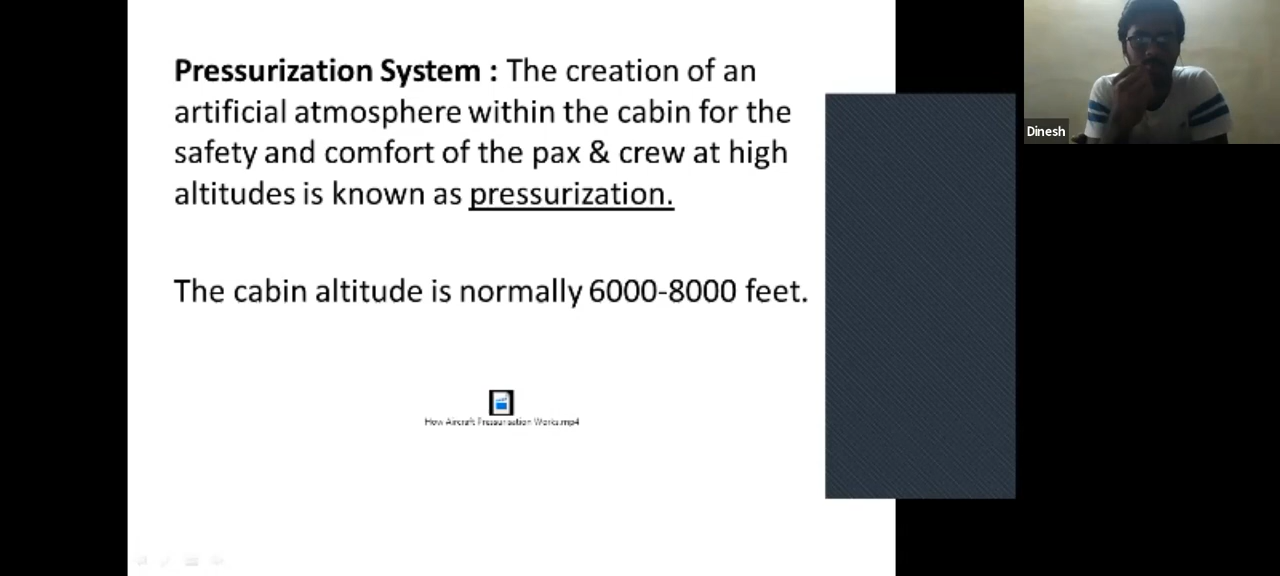 Pressurization System : The creation of an
artificial atmosphere within the cabin for the
safety and comfort of the pax & crew at high
altitudes is known as pressurization.
The cabin altitude is normally 6000-8000 feet.
How Aircraft Pressurisation Works.mp4
Dinesh